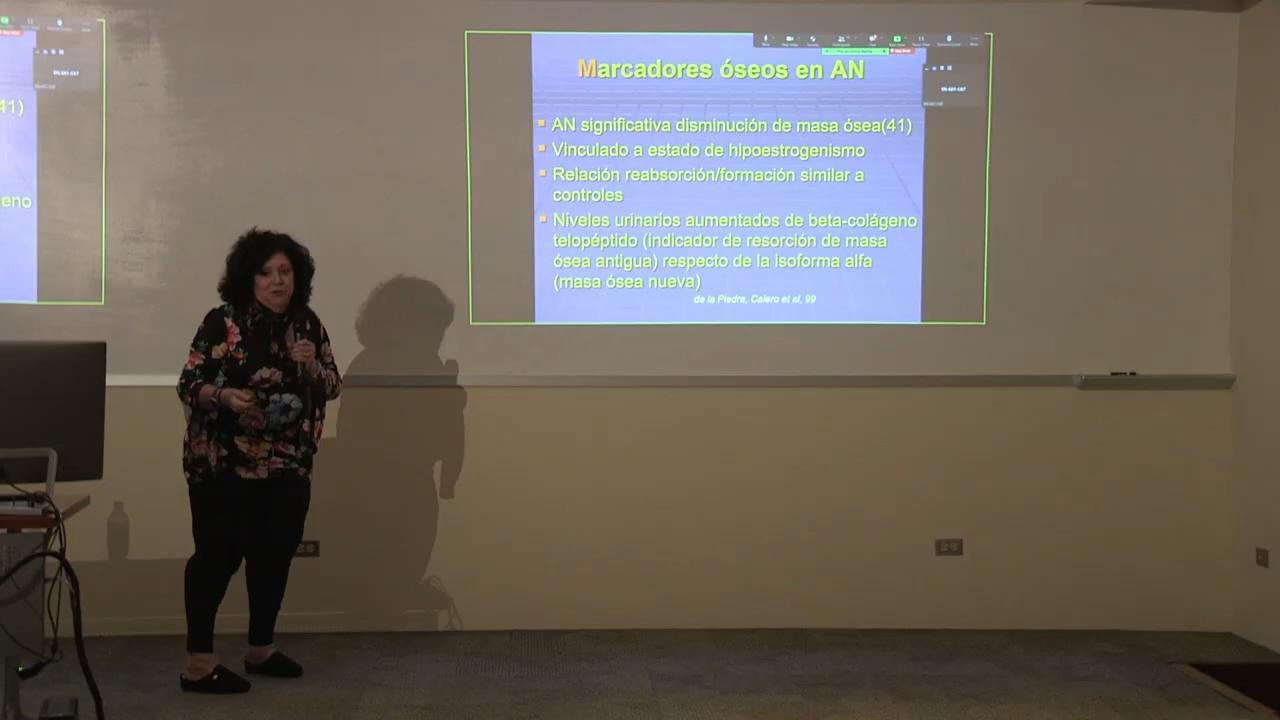 41)
eno
Marcadores óseos en AN
AN significativa disminución de masa ósea(41)
Vinculado a estado de hipoestrogenismo
Relación reabsorción/formación similar a
controles
Niveles urinarios aumentados de beta-colágeno
telopéptido (indicador de resorción de masa
ósea antigua) respecto de la isoforma alfa
(masa ósea nueva)
de la Piedra, Calero et al, 99